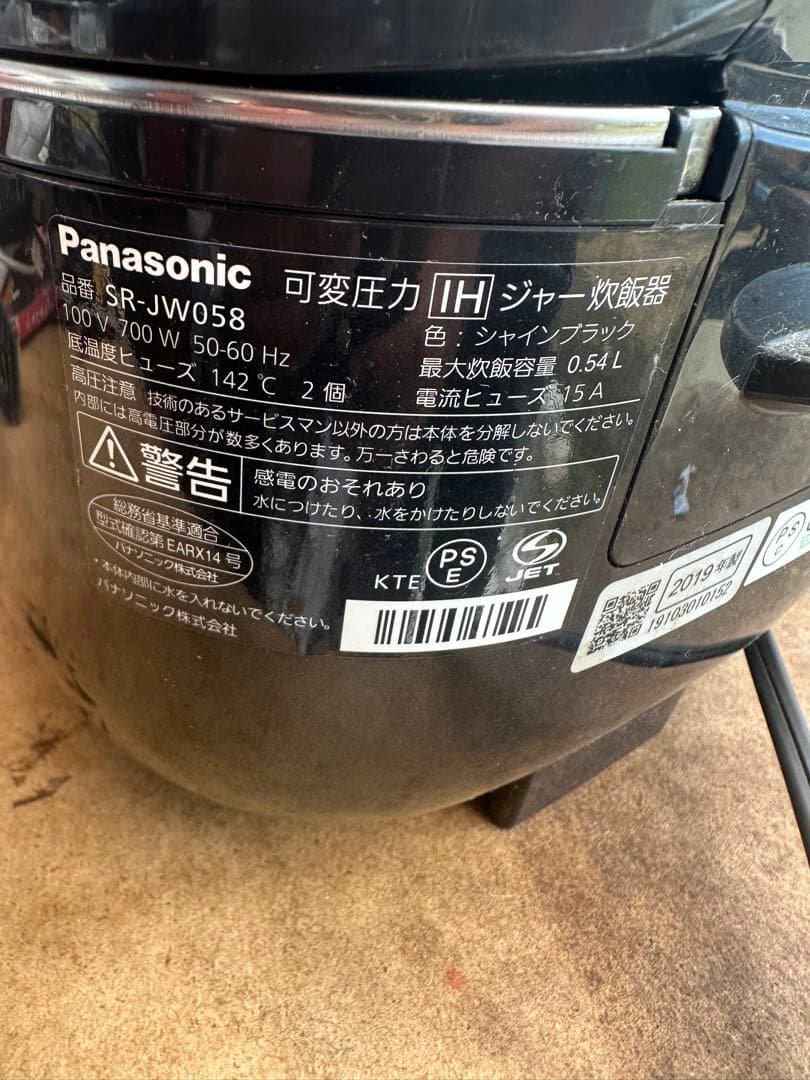 Panasonic 可変圧力 IH ジャー炊飯器
品番 SR-JW058
色：シャインブラック
100 V 700 W 50-60 Hz
最大炊飯容量 0.54 L
底温度ヒューズ 142 ℃ 2 個
電流ヒューズ 15 A
高圧注意 技術のあるサービスマン以外の方は本体を分解しないでください。
内部には高電圧部分が数多くあります。万一さわると危険です。
警告
感電のおそれあり
水につけたり、水をかけたりしないでください。
総務省基準適合
型式確認第 EARX14 号
パナソニック株式会社
KTE
PS
E
JET
・本体内部に水を入れないでください。
パナソニック株式会社
2019 年製
19103010152
PS
C